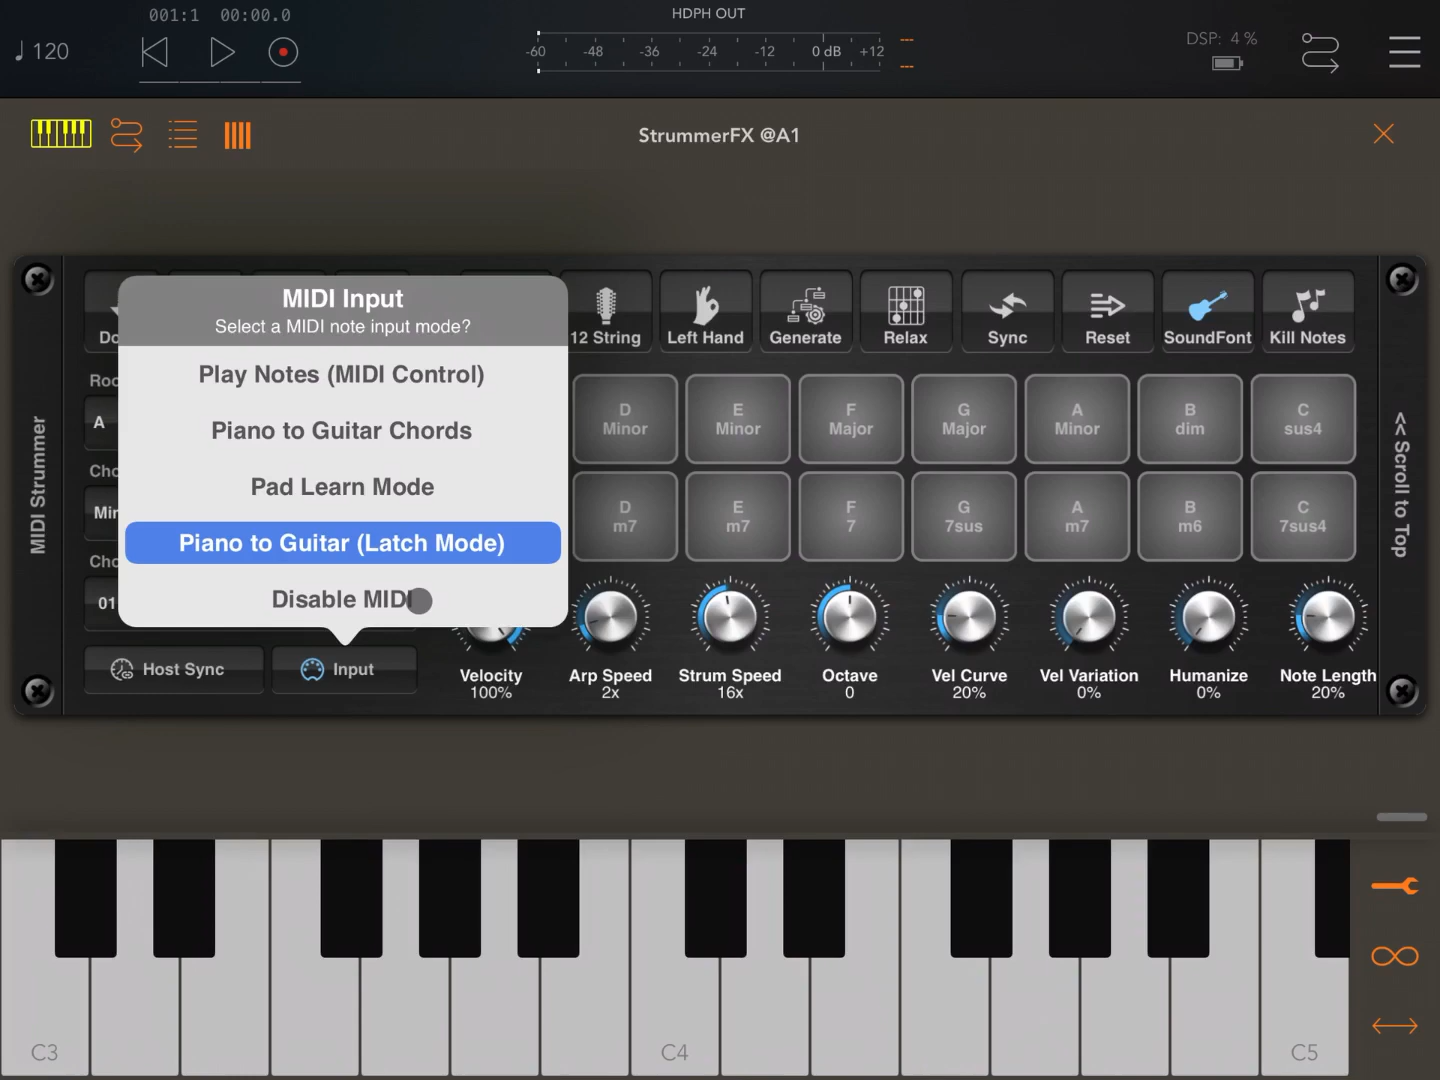 001:1 00:00.0
HDPH OUT
120
-60 -48 -36 -24 -12 0 dB +12
DSP: 4 %
StrummerFX @A1
MIDI Strummer
MIDI Input
Select a MIDI note input mode?
Play Notes (MIDI Control)
Piano to Guitar Chords
Pad Learn Mode
Piano to Guitar (Latch Mode)
Disable MIDI
Do
Roo
A
Cho
Mir
Cho
01
12 String
Left Hand
Generate
Relax
Sync
Reset
SoundFont
Kill Notes
D
Minor
E
Minor
F
Major
G
Major
A
Minor
B
dim
C
sus4
D
m7
E
m7
F
7
G
7sus
A
m7
B
m6
C
7sus4
<< Scroll to Top
Host Sync
Input
Velocity
100%
Arp Speed
2x
Strum Speed
16x
Octave
0
Vel Curve
20%
Vel Variation
0%
Humanize
0%
Note Length
20%
C3
C4
C5